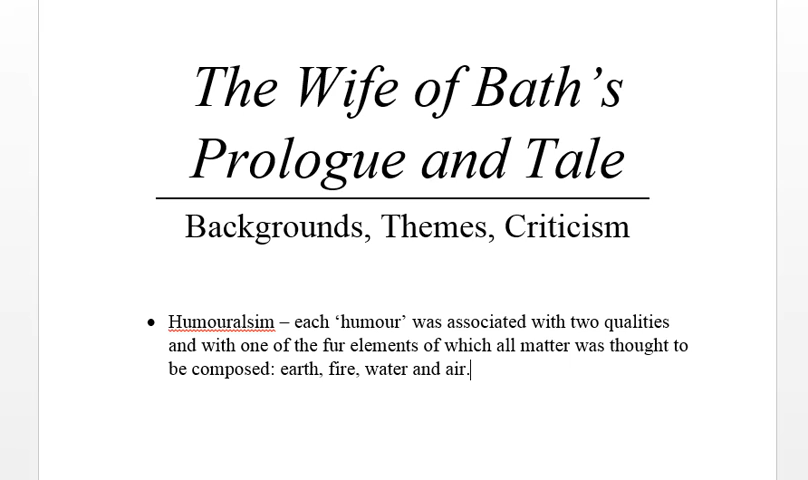 The Wife of Bath’s
Prologue and Tale
Backgrounds, Themes, Criticism
• Humouralsim – each ‘humour’ was associated with two qualities
and with one of the fur elements of which all matter was thought to
be composed: earth, fire, water and air.